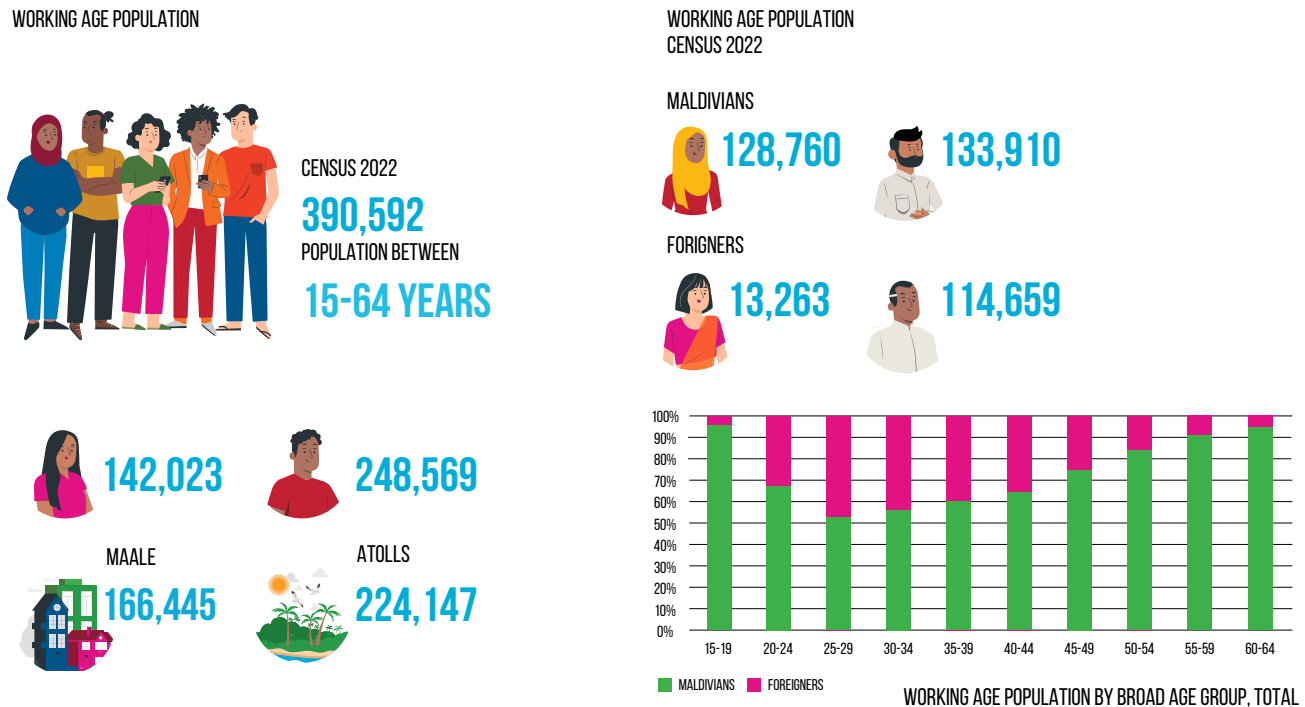 WORKING AGE POPULATION
CENSUS 2022
390,592
POPULATION BETWEEN
15-64 YEARS
142,023
248,569
MAALE
166,445
ATOLLS
224,147
WORKING AGE POPULATION
CENSUS 2022
MALDIVIANS
128,760
133,910
FORIGNERS
13,263
114,659
100%
90%
80%
70%
60%
50%
40%
30%
20%
10%
0%
15-19 20-24 25-29 30-34 35-39 40-44 45-49 50-54 55-59 60-64
MALDIVIANS FOREIGNERS
WORKING AGE POPULATION BY BROAD AGE GROUP, TOTAL